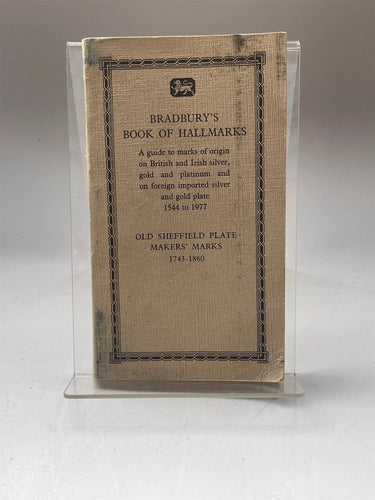 BRADBURY'S
BOOK OF HALLMARKS
A guide to marks of origin
on British and Irish silver,
gold and platinum and
on foreign imported silver
and gold plate
1544 to 1977
OLD SHEFFIELD PLATE
MAKERS' MARKS
1743-1860